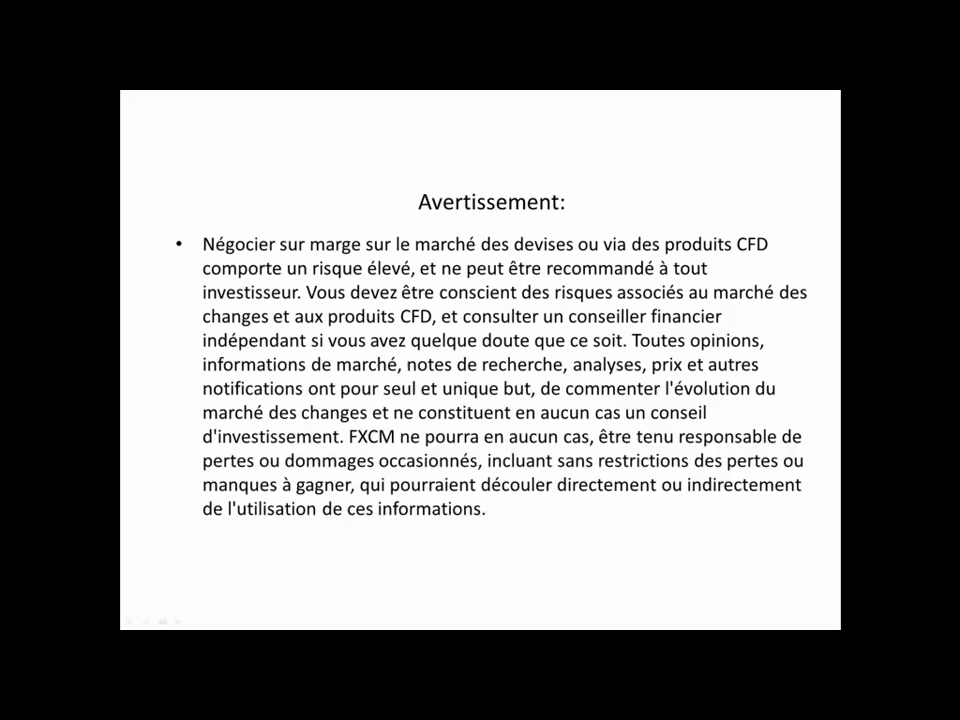 Avertissement:
• Négocier sur marge sur le marché des devises ou via des produits CFD
comporte un risque élevé, et ne peut être recommandé à tout
investisseur. Vous devez être conscient des risques associés au marché des
changes et aux produits CFD, et consulter un conseiller financier
indépendant si vous avez quelque doute que ce soit. Toutes opinions,
informations de marché, notes de recherche, analyses, prix et autres
notifications ont pour seul et unique but, de commenter l'évolution du
marché des changes et ne constituent en aucun cas un conseil
d'investissement. FXCM ne pourra en aucun cas, être tenu responsable de
pertes ou dommages occasionnés, incluant sans restrictions des pertes ou
manques à gagner, qui pourraient découler directement ou indirectement
de l'utilisation de ces informations.